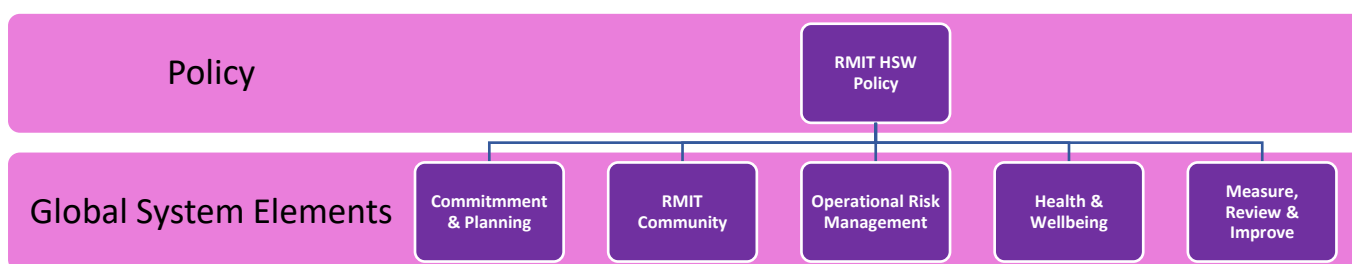 Policy
RMIT HSW
Policy
Global System Elements
Commitmment
& Planning
RMIT
Community
Operational Risk
Management
Health &
Wellbeing
Measure,
Review &
Improve